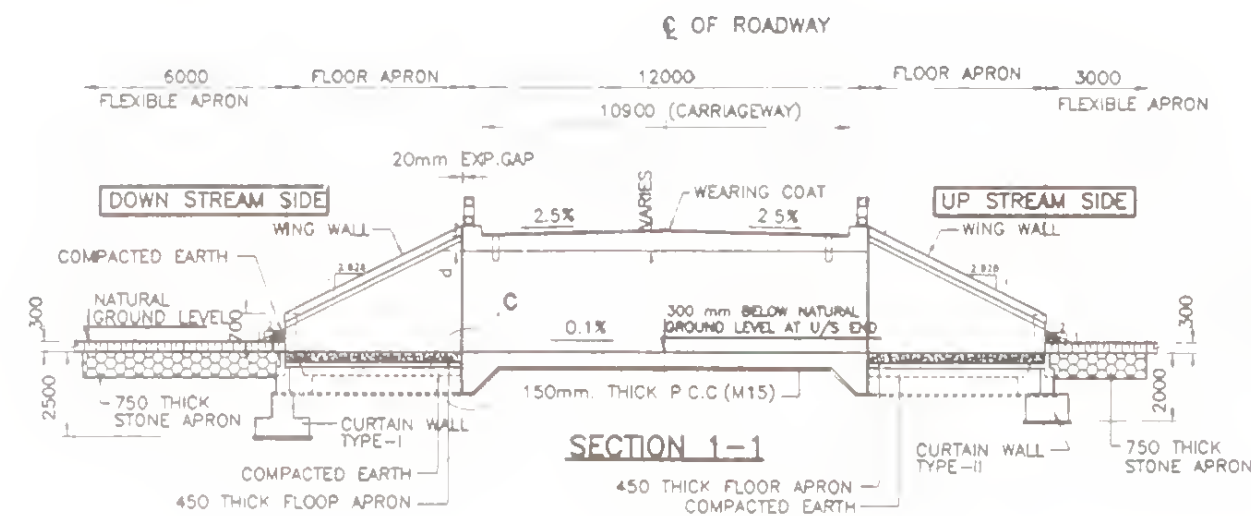 ℄ OF ROADWAY
6000
FLOOR APRON
12000
FLOOR APRON
3000
FLEXIBLE APRON
10900 (CARRIAGEWAY)
FLEXIBLE APRON
20mm EXP.GAP
VARIES
WEARING COAT
DOWN STREAM SIDE
2.5%
2.5%
UP STREAM SIDE
WING WALL
WING WALL
COMPACTED EARTH
2.828
d
2.828
NATURAL
GROUND LEVEL
300
700
C
0.1%
300 mm BELOW NATURAL
GROUND LEVEL AT U/S END
300
2500
750 THICK
STONE APRON
150mm. THICK P.C.C (M15)
2000
CURTAIN WALL
TYPE-I
SECTION 1-1
CURTAIN WALL
TYPE-II
750 THICK
STONE APRON
COMPACTED EARTH
450 THICK FLOOP APRON
450 THICK FLOOR APRON
COMPACTED EARTH